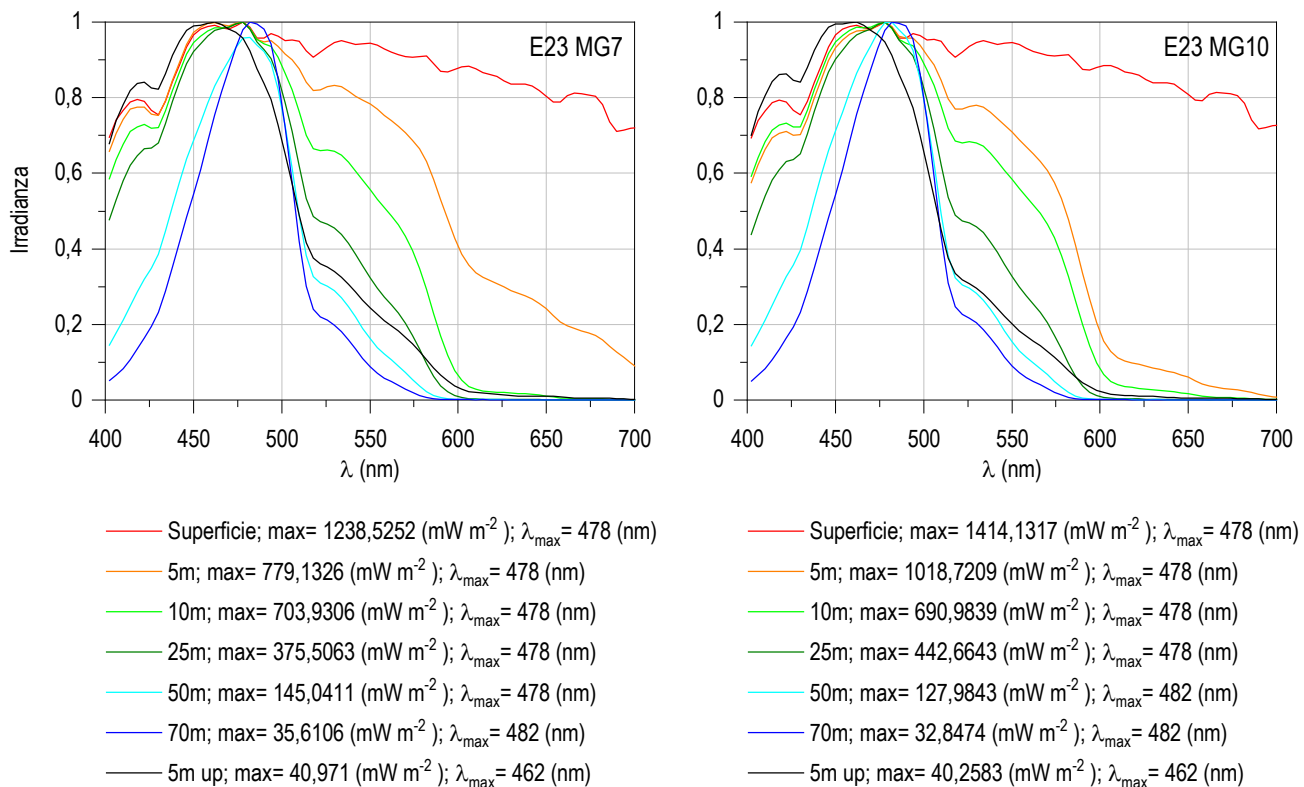 E23 MG7
Irradianza
1
0,8
0,6
0,4
0,2
0
400 450 500 550 600 650 700
λ (nm)
Superficie; max= 1238,5252 (mW m⁻² ); λmax= 478 (nm)
5m; max= 779,1326 (mW m⁻² ); λmax= 478 (nm)
10m; max= 703,9306 (mW m⁻² ); λmax= 478 (nm)
25m; max= 375,5063 (mW m⁻² ); λmax= 478 (nm)
50m; max= 145,0411 (mW m⁻² ); λmax= 478 (nm)
70m; max= 35,6106 (mW m⁻² ); λmax= 482 (nm)
5m up; max= 40,971 (mW m⁻² ); λmax= 462 (nm)
E23 MG10
1
0,8
0,6
0,4
0,2
0
400 450 500 550 600 650 700
λ (nm)
Superficie; max= 1414,1317 (mW m⁻² ); λmax= 478 (nm)
5m; max= 1018,7209 (mW m⁻² ); λmax= 478 (nm)
10m; max= 690,9839 (mW m⁻² ); λmax= 478 (nm)
25m; max= 442,6643 (mW m⁻² ); λmax= 478 (nm)
50m; max= 127,9843 (mW m⁻² ); λmax= 482 (nm)
70m; max= 32,8474 (mW m⁻² ); λmax= 482 (nm)
5m up; max= 40,2583 (mW m⁻² ); λmax= 462 (nm)